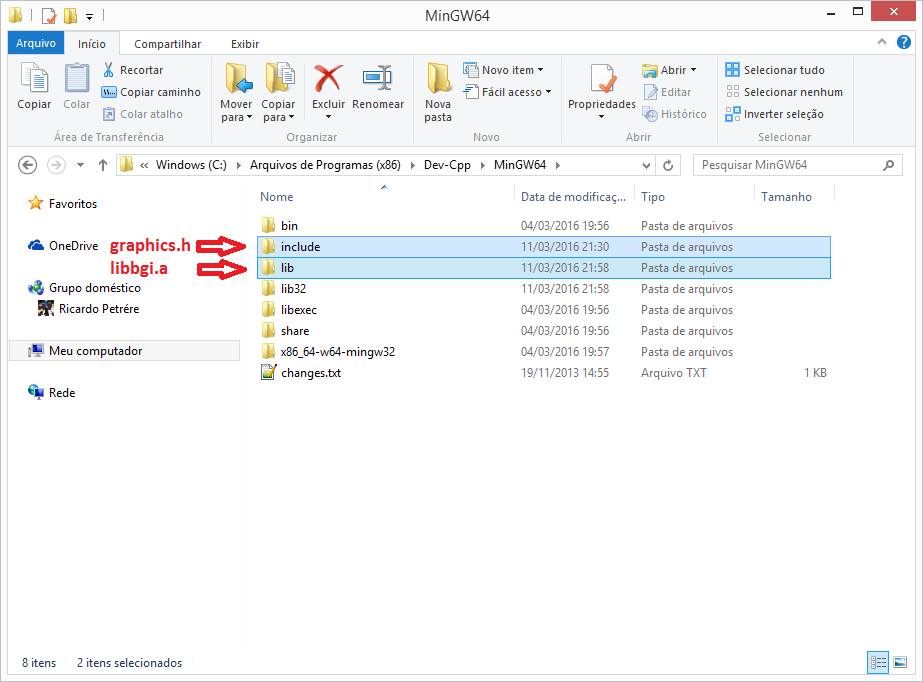 MinGW64
Arquivo Início Compartilhar Exibir
Copiar
Colar
Recortar
Copiar caminho
Colar atalho
Área de Transferência
Mover para
Copiar para
Excluir
Renomear
Organizar
Nova pasta
Novo item
Fácil acesso
Novo
Propriedades
Abrir
Editar
Histórico
Abrir
Selecionar tudo
Selecionar nenhum
Inverter seleção
Selecionar
« Windows (C:) Arquivos de Programas (x86) Dev-Cpp MinGW64
Pesquisar MinGW64
Favoritos
OneDrive
graphics.h
libbgi.a
Grupo doméstico
Ricardo Petrére
Meu computador
Rede
Nome Data de modificaç... Tipo Tamanho
bin 04/03/2016 19:56 Pasta de arquivos
include 11/03/2016 21:30 Pasta de arquivos
lib 11/03/2016 21:58 Pasta de arquivos
lib32 11/03/2016 21:58 Pasta de arquivos
libexec 04/03/2016 19:56 Pasta de arquivos
share 04/03/2016 19:56 Pasta de arquivos
x86_64-w64-mingw32 04/03/2016 19:57 Pasta de arquivos
changes.txt 19/11/2013 14:55 Arquivo TXT 1 KB
8 itens 2 itens selecionados